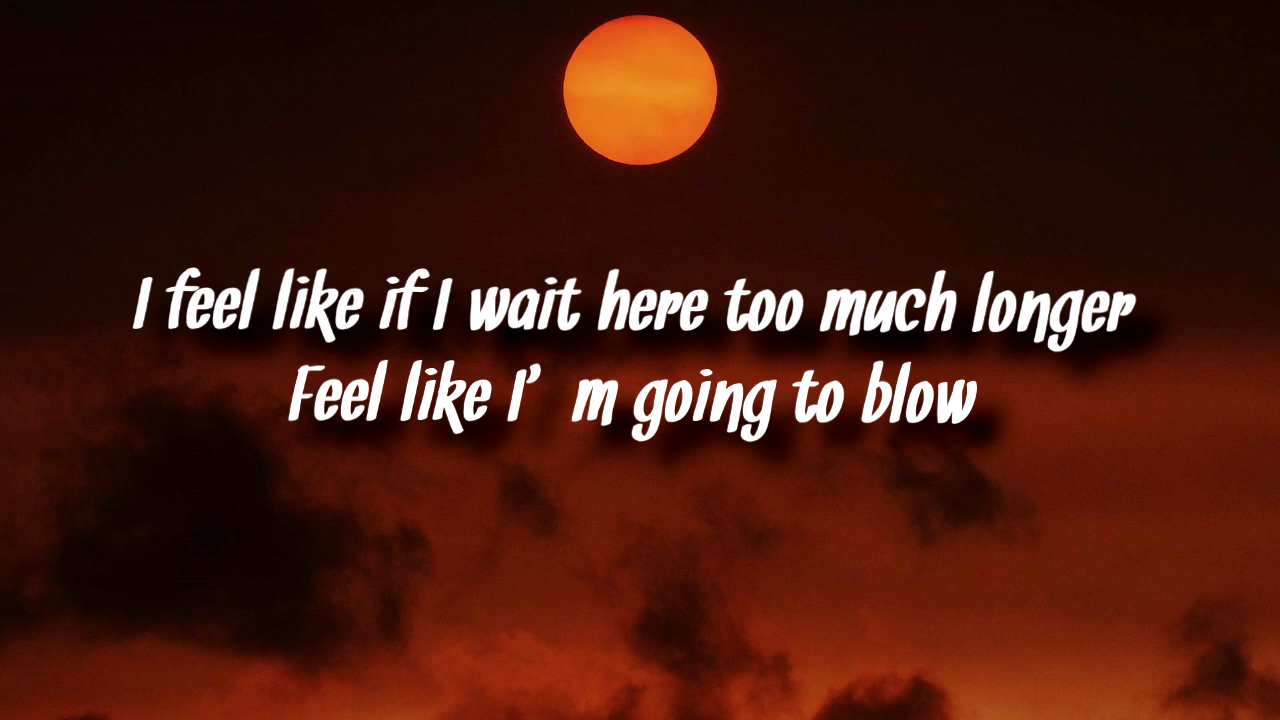 I feel like if I wait here too much longer
Feel like I’m going to blow